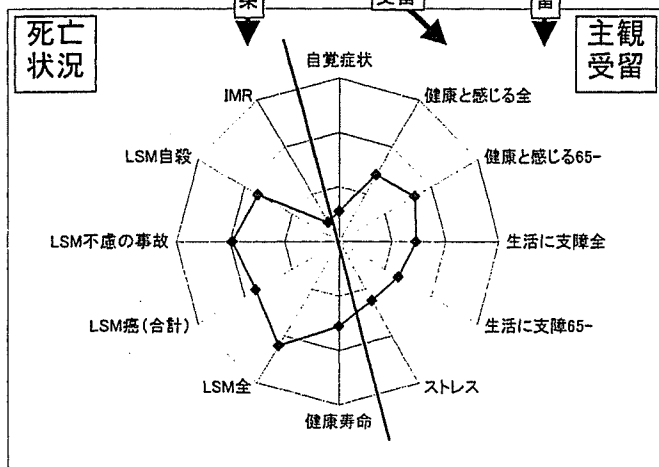 受留
留
死亡
状況
主観
受留
自覚症状
IMR
健康と感じる全
LSM自殺
健康と感じる65-
LSM不慮の事故
生活に支障全
LSM癌(合計)
生活に支障65-
LSM全
ストレス
健康寿命